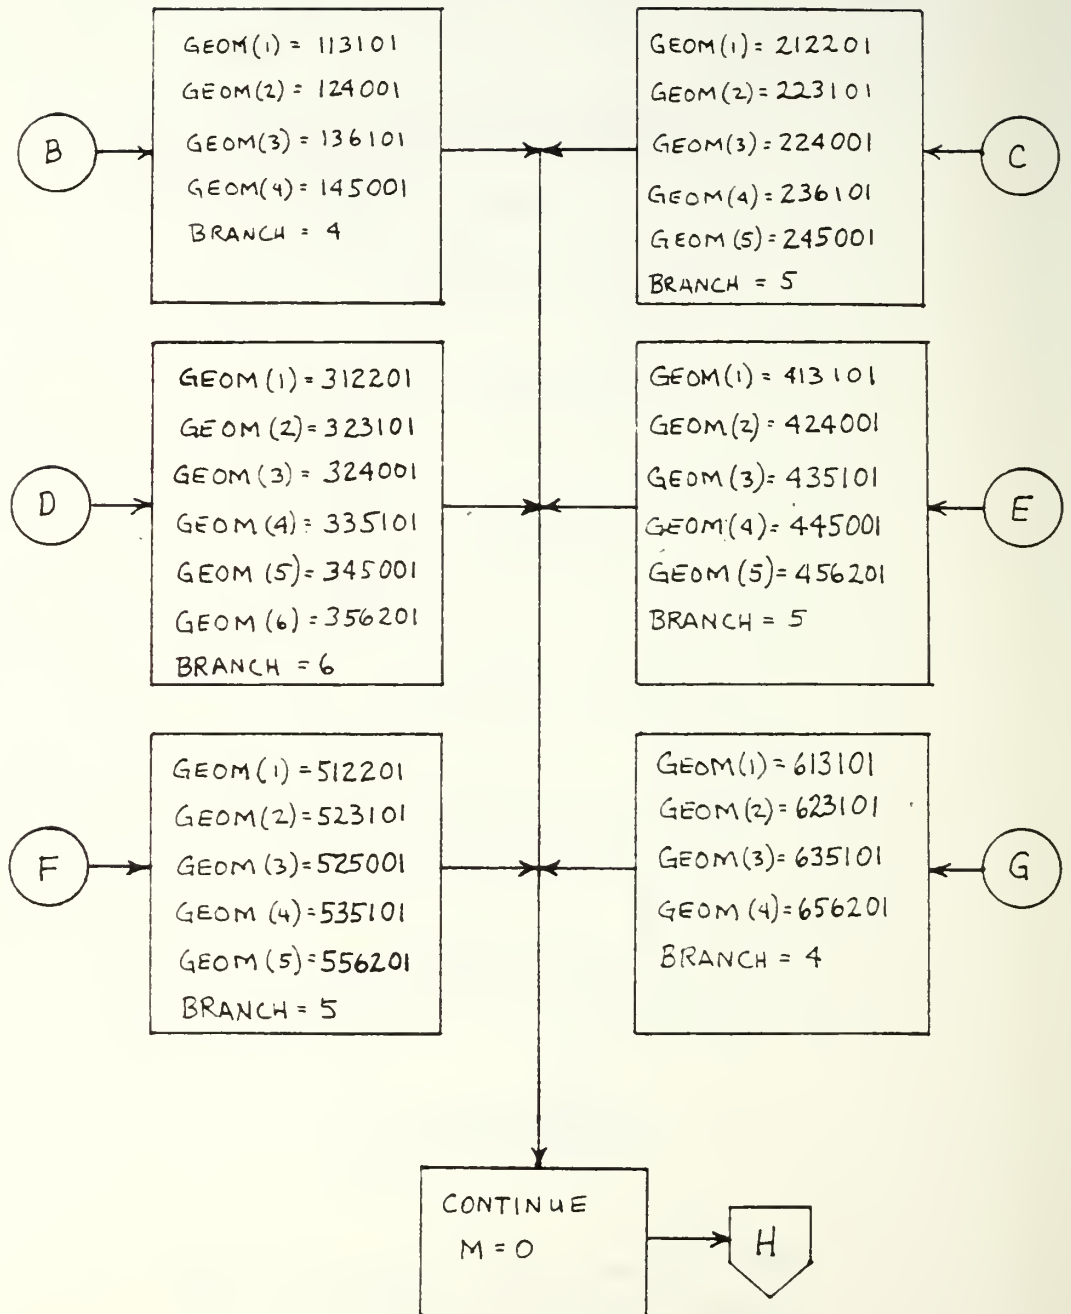 B
GEOM(1) = 113101
GEOM(2) = 124001
GEOM(3) = 136101
GEOM(4) = 145001
BRANCH = 4
GEOM(1) = 212201
GEOM(2) = 223101
GEOM(3) = 224001
GEOM(4) = 236101
GEOM(5) = 245001
BRANCH = 5
C
D
GEOM(1) = 312201
GEOM(2) = 323101
GEOM(3) = 324001
GEOM(4) = 335101
GEOM(5) = 345001
GEOM(6) = 356201
BRANCH = 6
GEOM(1) = 413101
GEOM(2) = 424001
GEOM(3) = 435101
GEOM(4) = 445001
GEOM(5) = 456201
BRANCH = 5
E
F
GEOM(1) = 512201
GEOM(2) = 523101
GEOM(3) = 525001
GEOM(4) = 535101
GEOM(5) = 556201
BRANCH = 5
GEOM(1) = 613101
GEOM(2) = 623101
GEOM(3) = 635101
GEOM(4) = 656201
BRANCH = 4
G
CONTINUE
M = 0
H